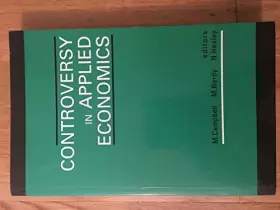 CONTROVERSY
IN APPLIED
ECONOMICS
editors
M.Campbell M.Hardy N.Healey